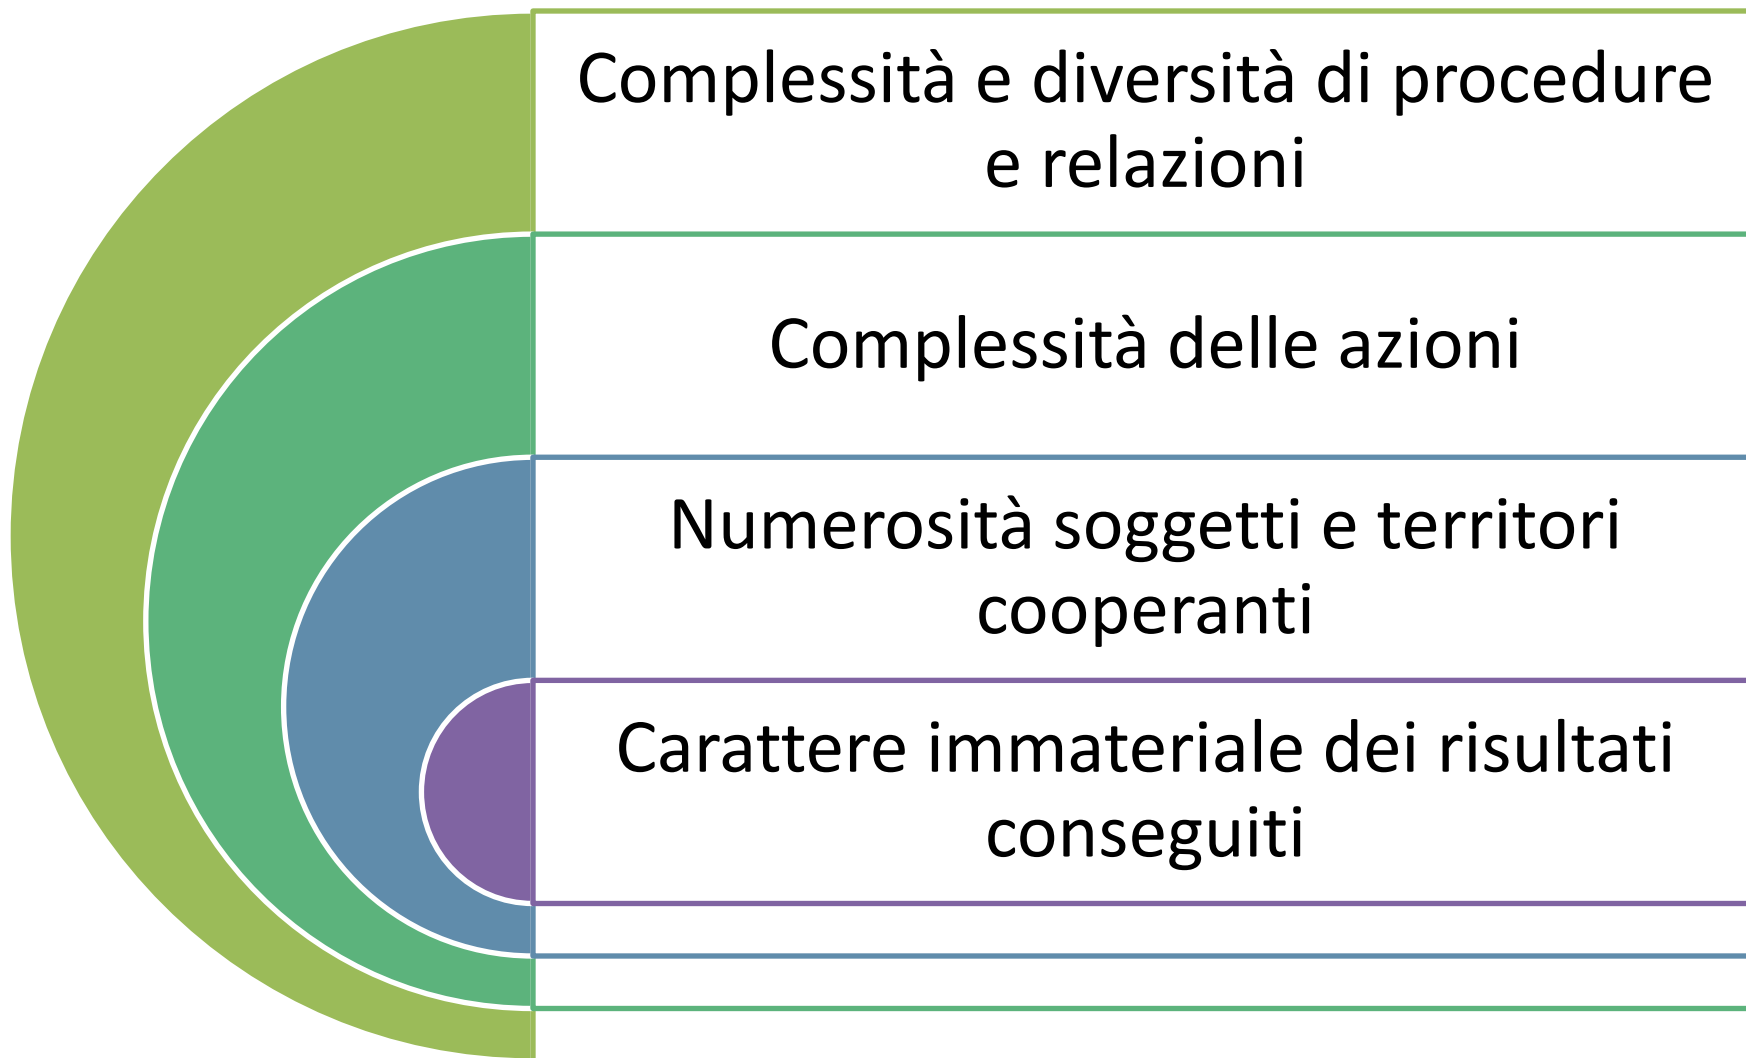 Complessità e diversità di procedure
e relazioni
Complessità delle azioni
Numerosità soggetti e territori
cooperanti
Carattere immateriale dei risultati
conseguiti